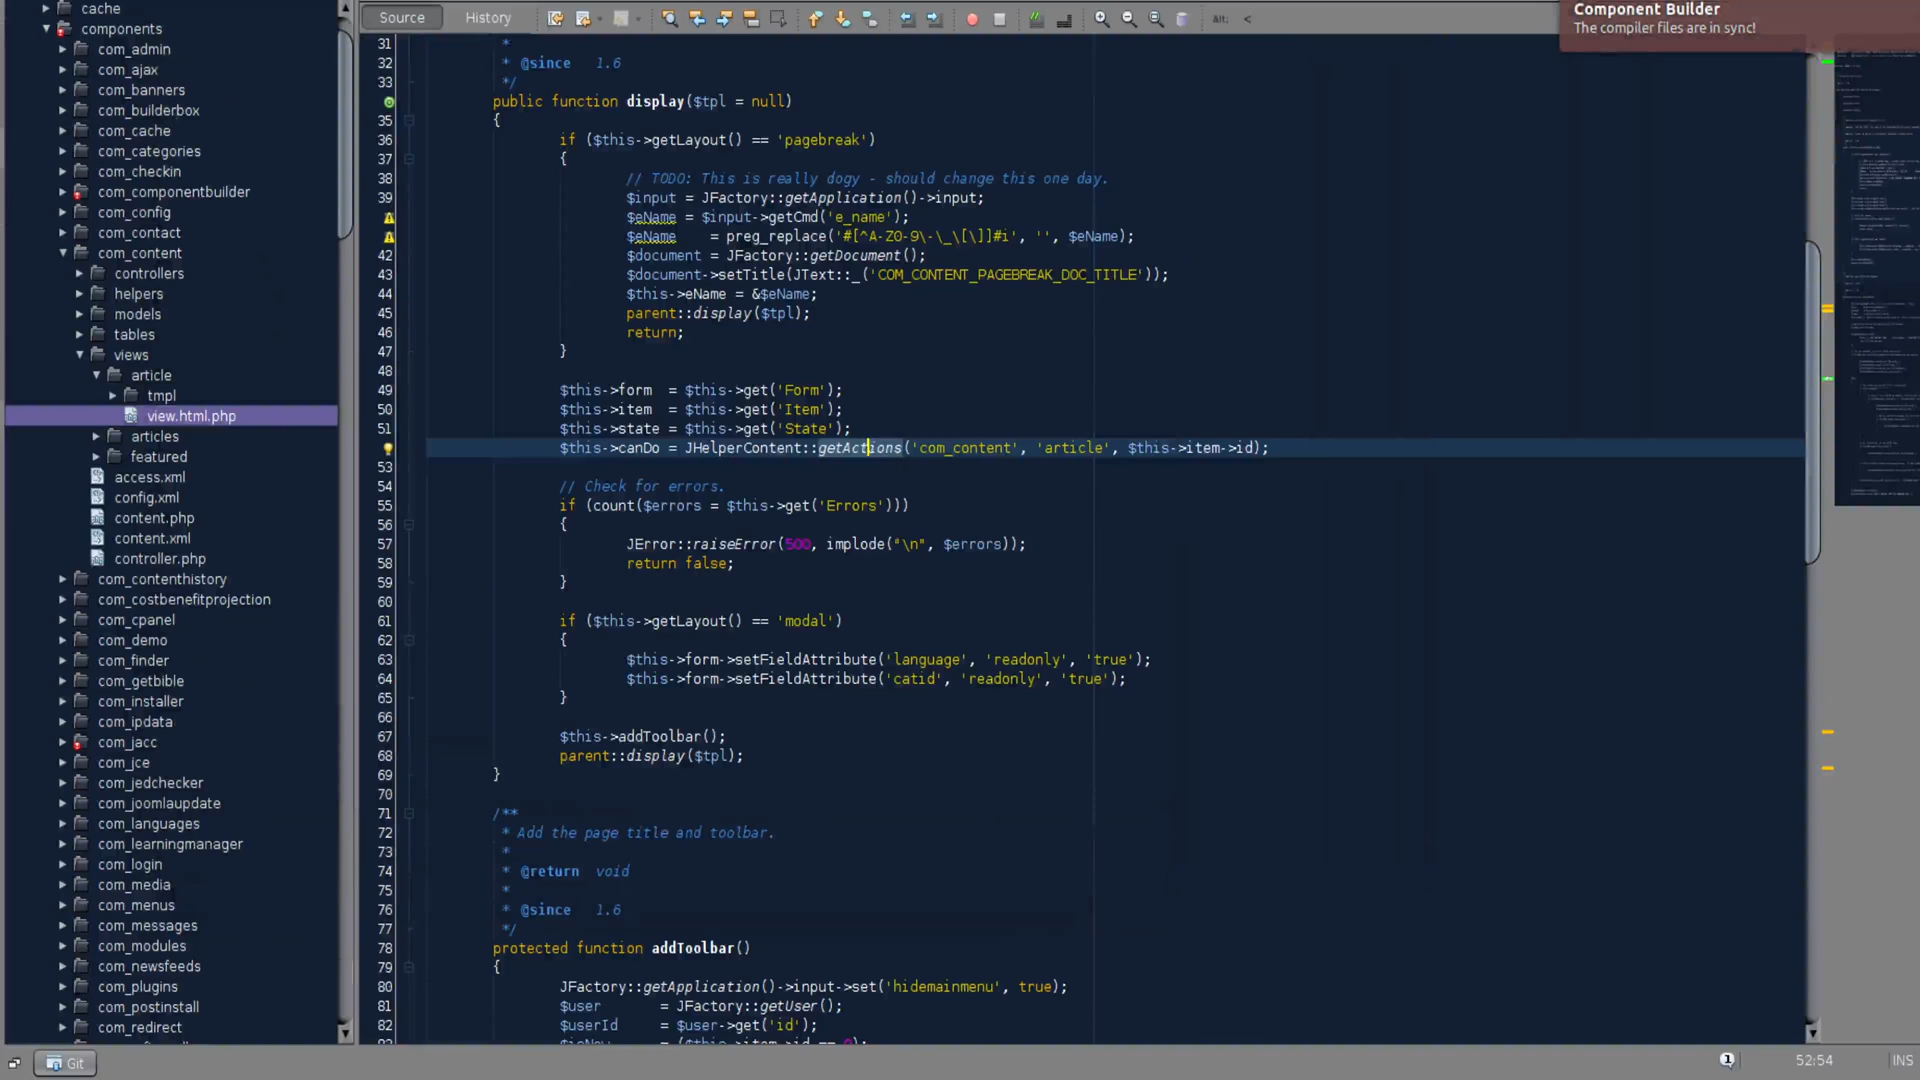 cache
components
com_admin
com_ajax
com_banners
com_builderbox
com_cache
com_categories
com_checkin
com_componentbuilder
com_config
com_contact
com_content
controllers
helpers
models
tables
views
article
tmpl
view.html.php
articles
featured
access.xml
config.xml
content.php
content.xml
controller.php
com_contenthistory
com_costbenefitprojection
com_cpanel
com_demo
com_finder
com_getbible
com_installer
com_ipdata
com_jacc
com_jce
com_jedchecker
com_joomlaupdate
com_languages
com_learningmanager
com_login
com_media
com_menus
com_messages
com_modules
com_newsfeeds
com_plugins
com_postinstall
com_redirect
Source History Alt: <
Component Builder
The compiler files are in sync!
31 *
32 * @since 1.6
33 */
public function display($tpl = null)
35 {
36 if ($this->getLayout() == 'pagebreak')
37 {
38 // TODO: This is really dogy - should change this one day.
39 $input = JFactory::getApplication()->input;
$eName = $input->getCmd('e_name');
$eName = preg_replace('#[^A-Z0-9\-\_\[\]]#i', '', $eName);
42 $document = JFactory::getDocument();
43 $document->setTitle(JText::_('COM_CONTENT_PAGEBREAK_DOC_TITLE'));
44 $this->eName = &$eName;
45 parent::display($tpl);
46 return;
47 }
48
49 $this->form = $this->get('Form');
50 $this->item = $this->get('Item');
51 $this->state = $this->get('State');
$this->canDo = JHelperContent::getActions('com_content', 'article', $this->item->id);
53
54 // Check for errors.
55 if (count($errors = $this->get('Errors')))
56 {
57 JError::raiseError(500, implode("\n", $errors));
58 return false;
59 }
60
61 if ($this->getLayout() == 'modal')
62 {
63 $this->form->setFieldAttribute('language', 'readonly', 'true');
64 $this->form->setFieldAttribute('catid', 'readonly', 'true');
65 }
66
67 $this->addToolbar();
68 parent::display($tpl);
69 }
70
71 /**
72 * Add the page title and toolbar.
73 *
74 * @return void
75 *
76 * @since 1.6
77 */
78 protected function addToolbar()
79 {
80 JFactory::getApplication()->input->set('hidemainmenu', true);
81 $user = JFactory::getUser();
82 $userId = $user->get('id');
Git
1 52:54 INS